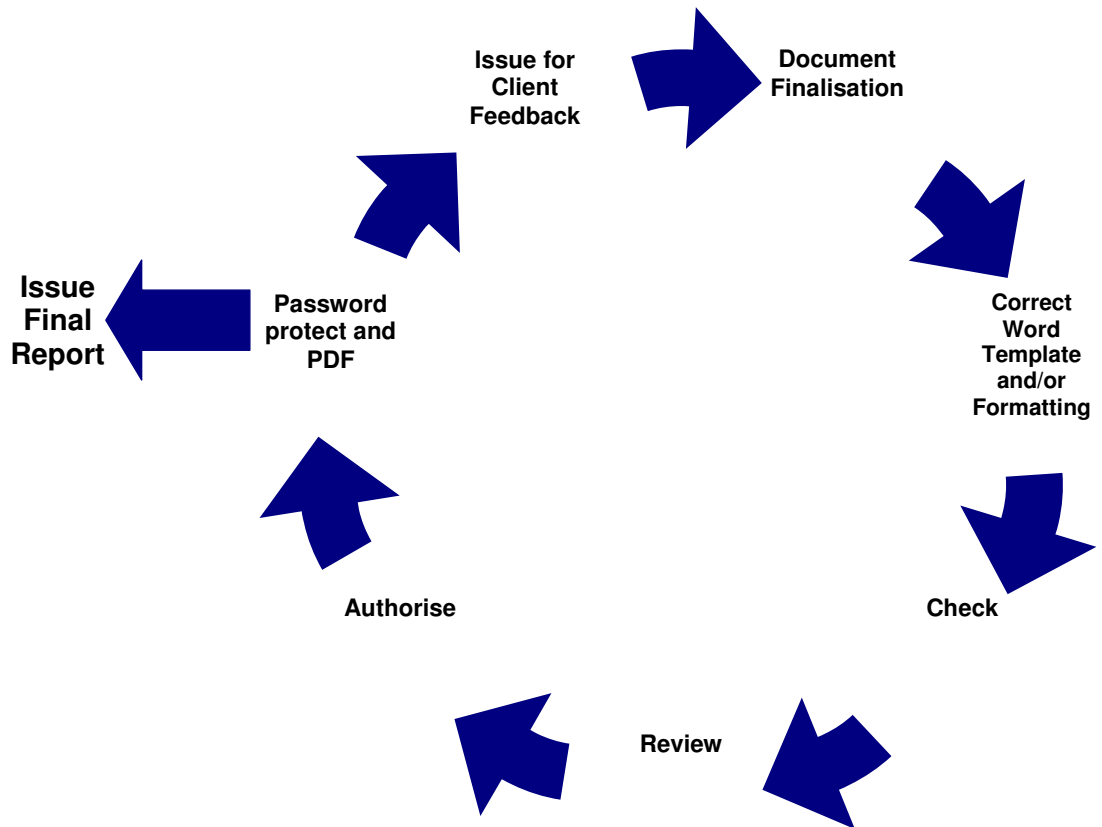 Issue for
Client
Feedback
Document
Finalisation
Correct
Word
Template
and/or
Formatting
Check
Review
Authorise
Password
protect and
PDF
Issue
Final
Report